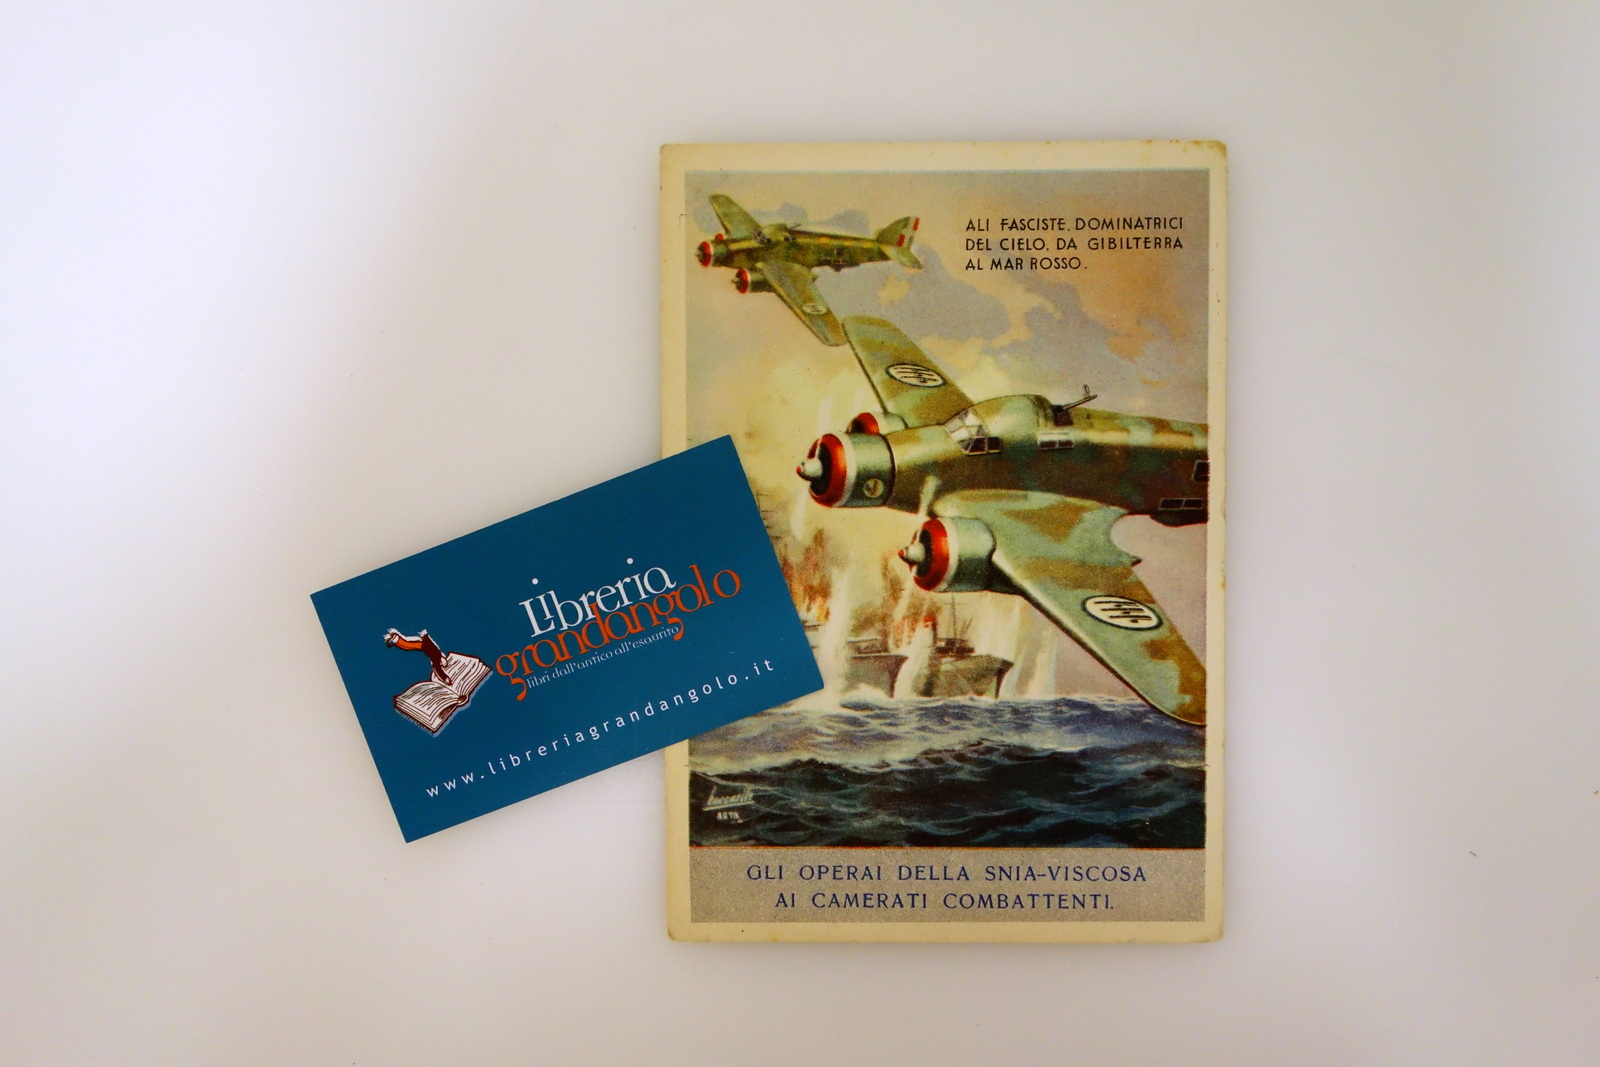 ALI FASCISTE, DOMINATRICI
DEL CIELO, DA GIBILTERRA
AL MAR ROSSO.
GLI OPERAI DELLA SNIA-VISCOSA
AI CAMERATI COMBATTENTI.
Libreria
grandangolo
libri dall'antico all'esaurito
www.libreriagrandangolo.it